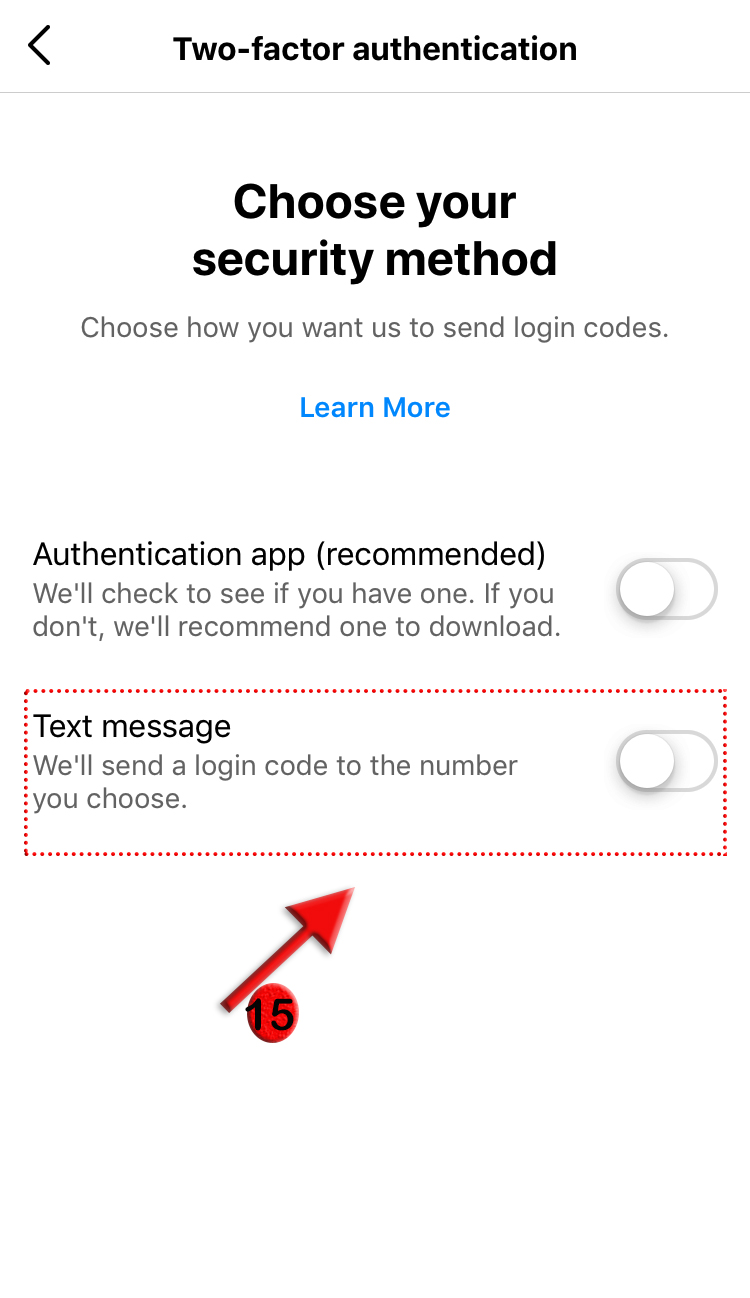 Two-factor authentication
Choose your
security method
Choose how you want us to send login codes.
Learn More
Authentication app (recommended)
We'll check to see if you have one. If you
don't, we'll recommend one to download.
Text message
We'll send a login code to the number
you choose.
15